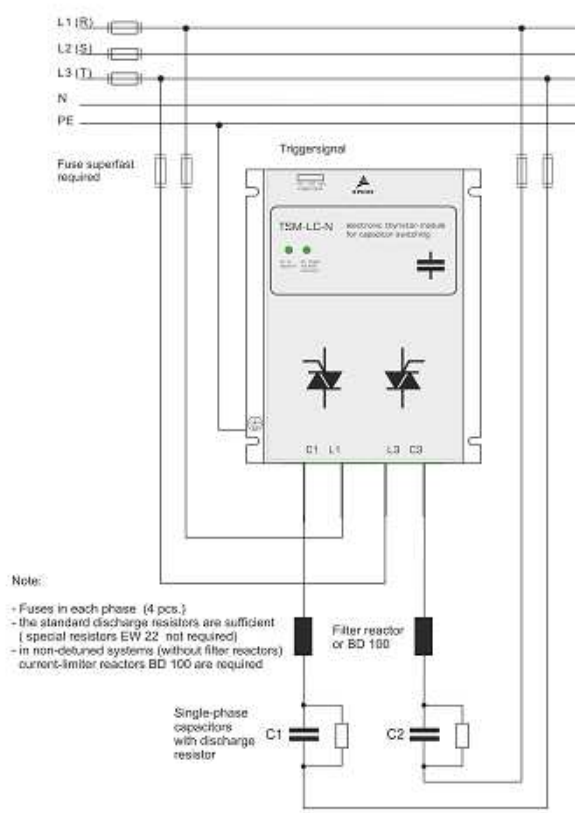 L1 (R)
L2 (S)
L3 (T)
N
PE
Fuse superfast
required
Triggersignal
TSM-LC-N
electronic thyristor module
for capacitor switching
C1 L1 L3 C3
Note:
- Fuses in each phase (4 pcs.)
- the standard discharge resistors are sufficient
( special resistors EW 22 not required)
- in non-detuned systems (without filter reactors)
current-limiter reactors BD 100 are required
Filter reactor
or BD 100
Single-phase
capacitors
with discharge
resistor
C1
C2